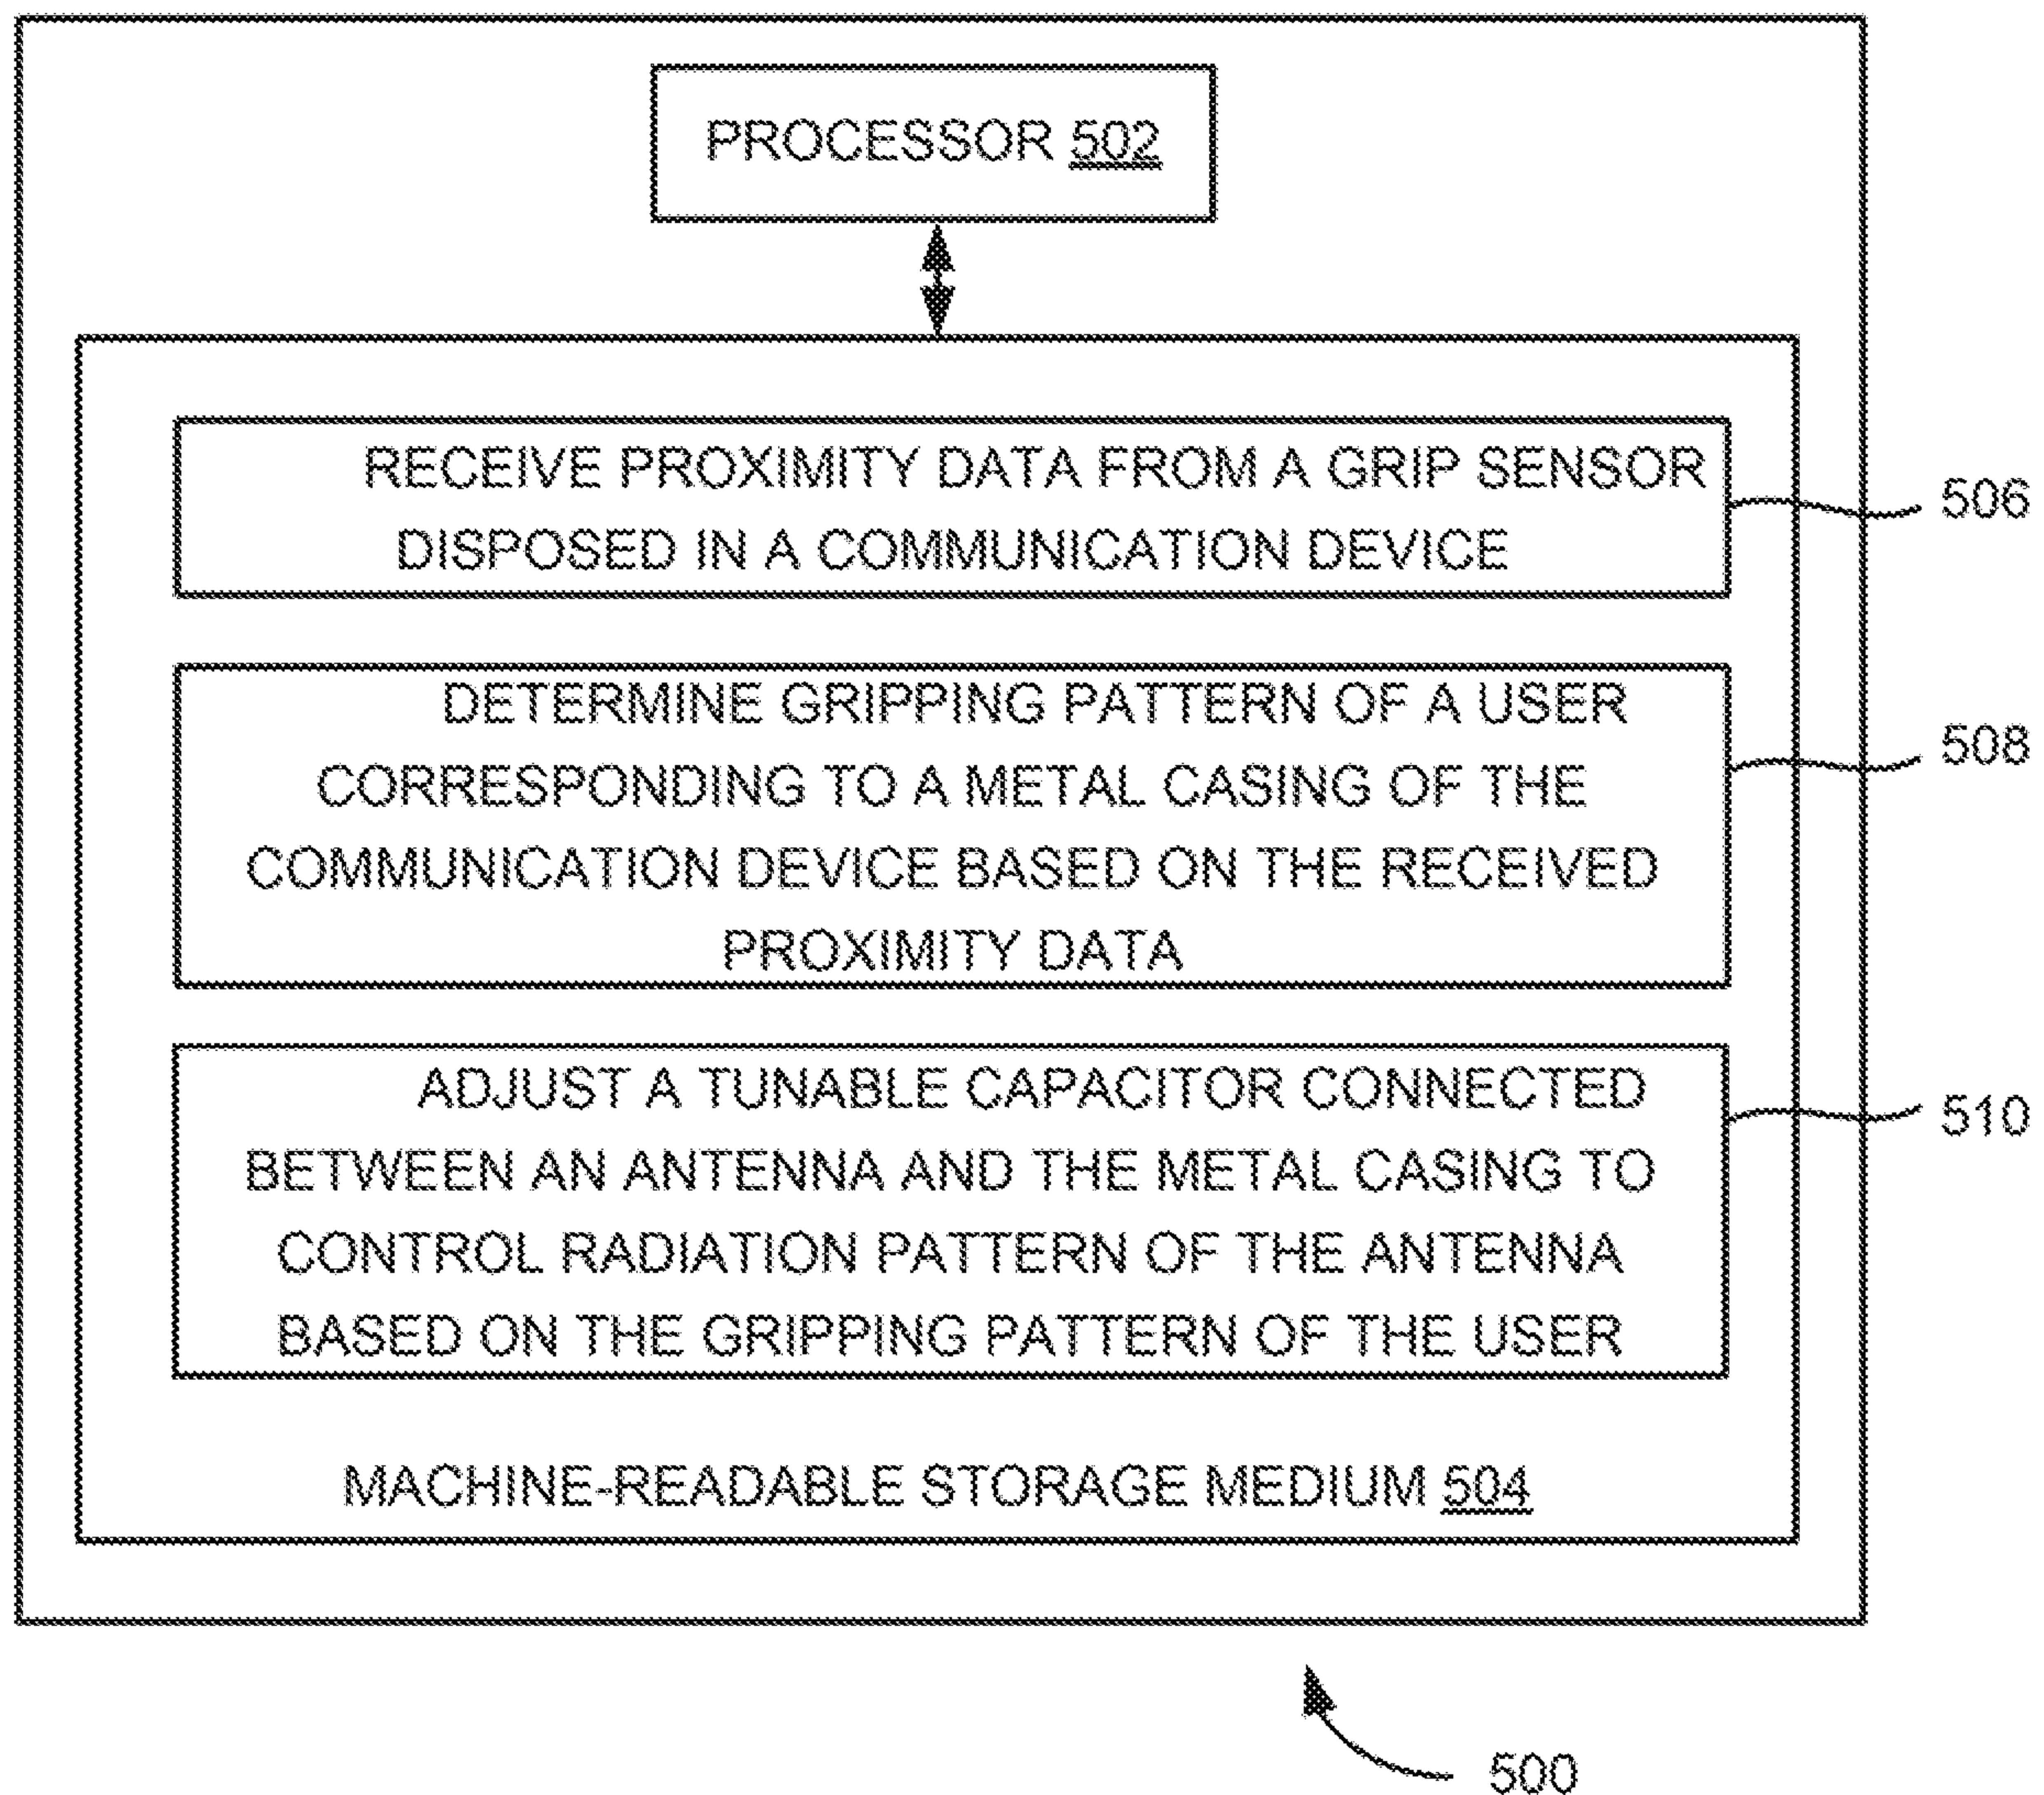 PROCESSOR 502
RECEIVE PROXIMITY DATA FROM A GRIP SENSOR
DISPOSED IN A COMMUNICATION DEVICE
506
DETERMINE GRIPPING PATTERN OF A USER
CORRESPONDING TO A METAL CASING OF THE
COMMUNICATION DEVICE BASED ON THE RECEIVED
PROXIMITY DATA
508
ADJUST A TUNABLE CAPACITOR CONNECTED
BETWEEN AN ANTENNA AND THE METAL CASING TO
CONTROL RADIATION PATTERN OF THE ANTENNA
BASED ON THE GRIPPING PATTERN OF THE USER
510
MACHINE-READABLE STORAGE MEDIUM 504
500